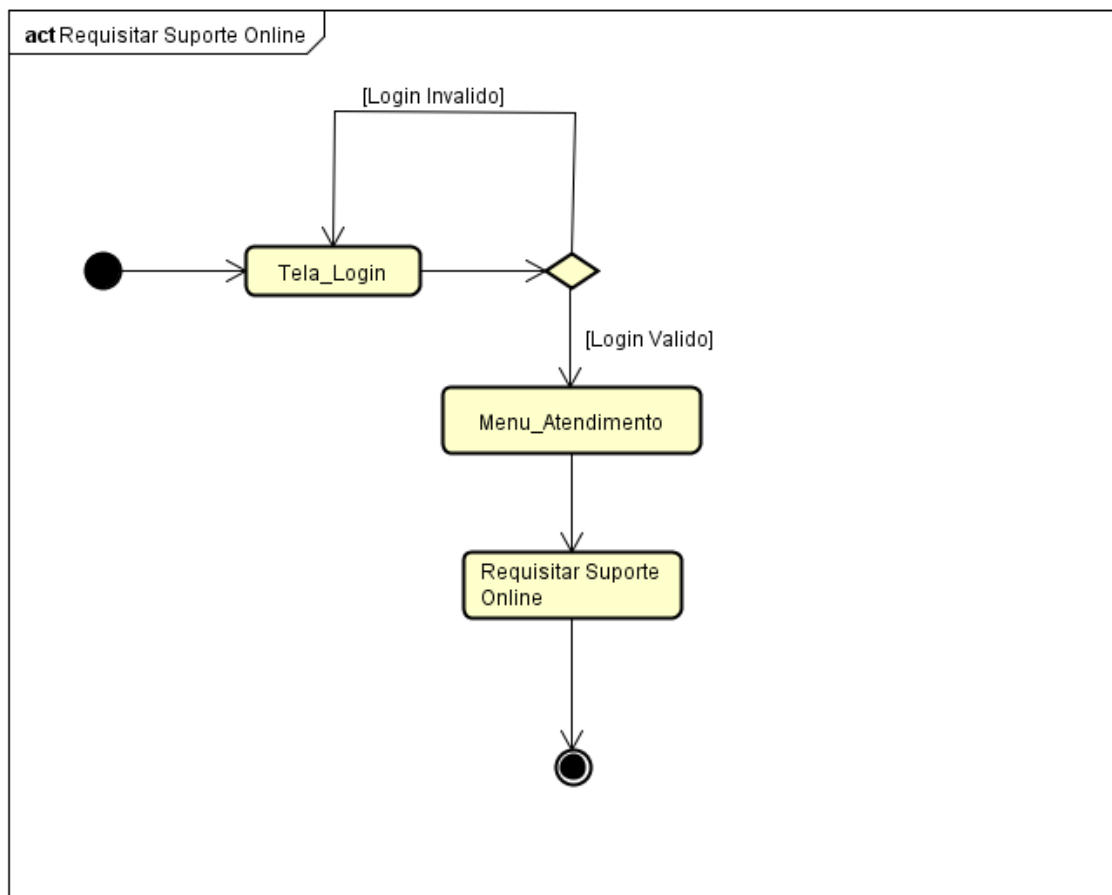 act Requisitar Suporte Online
[Login Invalido]
Tela_Login
[Login Valido]
Menu_Atendimento
Requisitar Suporte
Online